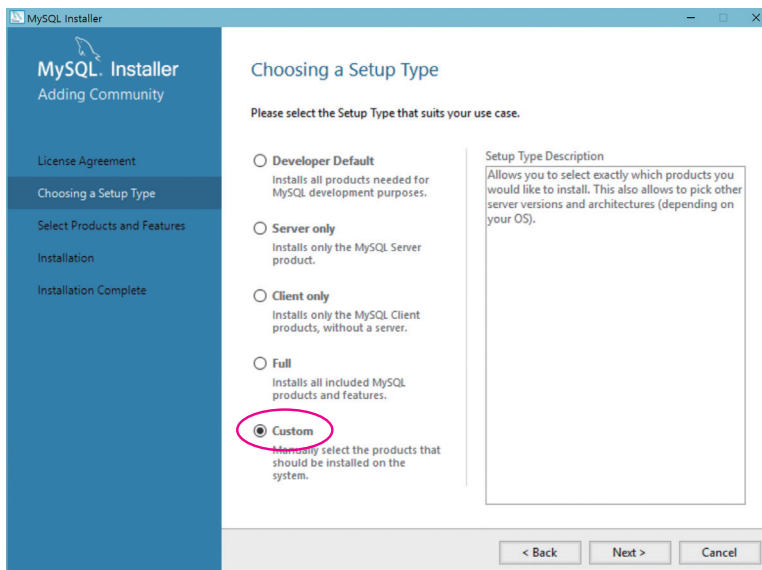 MySQL Installer
MySQL. Installer
Adding Community
License Agreement
Choosing a Setup Type
Select Products and Features
Installation
Installation Complete
Choosing a Setup Type
Please select the Setup Type that suits your use case.
Developer Default
Installs all products needed for
MySQL development purposes.
Server only
Installs only the MySQL Server
product.
Client only
Installs only the MySQL Client
products, without a server.
Full
Installs all included MySQL
products and features.
Custom
Manually select the products that
should be installed on the
system.
Setup Type Description
Allows you to select exactly which products you
would like to install. This also allows to pick other
server versions and architectures (depending on
your OS).
< Back
Next >
Cancel